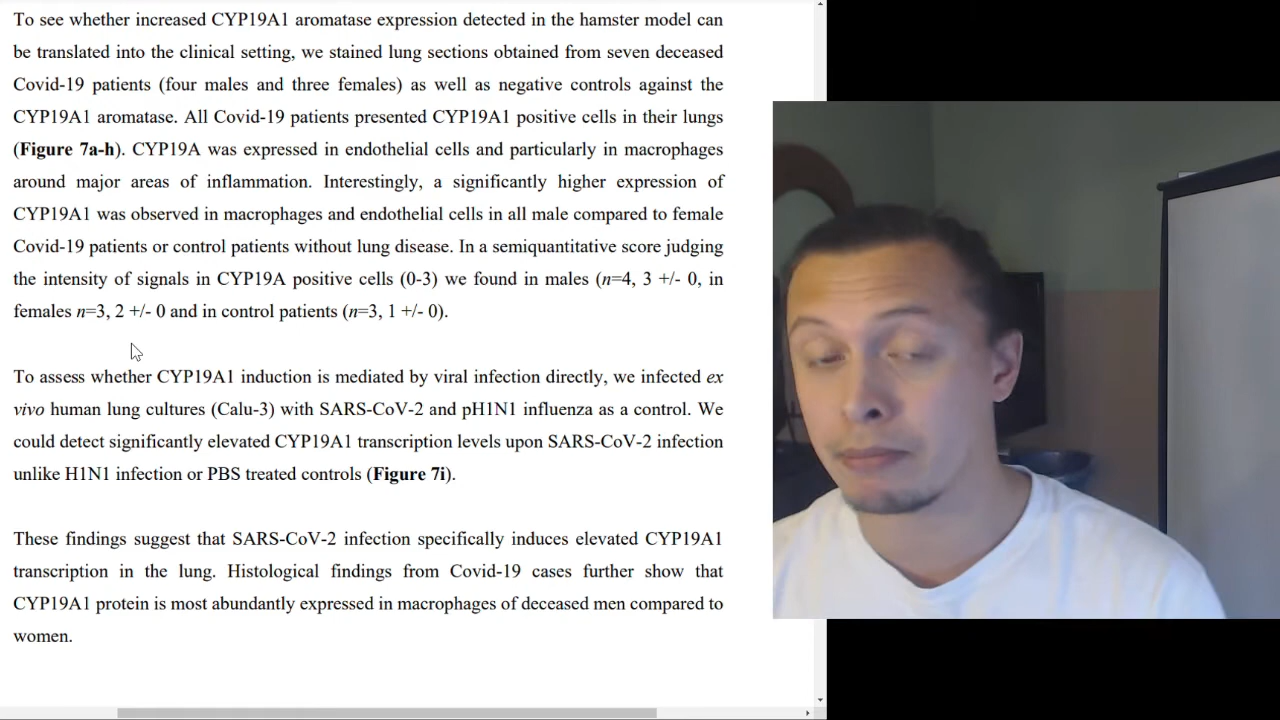 To see whether increased CYP19A1 aromatase expression detected in the hamster model can
be translated into the clinical setting, we stained lung sections obtained from seven deceased
Covid-19 patients (four males and three females) as well as negative controls against the
CYP19A1 aromatase. All Covid-19 patients presented CYP19A1 positive cells in their lungs
(Figure 7a-h). CYP19A was expressed in endothelial cells and particularly in macrophages
around major areas of inflammation. Interestingly, a significantly higher expression of
CYP19A1 was observed in macrophages and endothelial cells in all male compared to female
Covid-19 patients or control patients without lung disease. In a semiquantitative score judging
the intensity of signals in CYP19A positive cells (0-3) we found in males (n=4, 3 +/- 0, in
females n=3, 2 +/- 0 and in control patients (n=3, 1 +/- 0).
To assess whether CYP19A1 induction is mediated by viral infection directly, we infected ex
vivo human lung cultures (Calu-3) with SARS-CoV-2 and pH1N1 influenza as a control. We
could detect significantly elevated CYP19A1 transcription levels upon SARS-CoV-2 infection
unlike H1N1 infection or PBS treated controls (Figure 7i).
These findings suggest that SARS-CoV-2 infection specifically induces elevated CYP19A1
transcription in the lung. Histological findings from Covid-19 cases further show that
CYP19A1 protein is most abundantly expressed in macrophages of deceased men compared to
women.